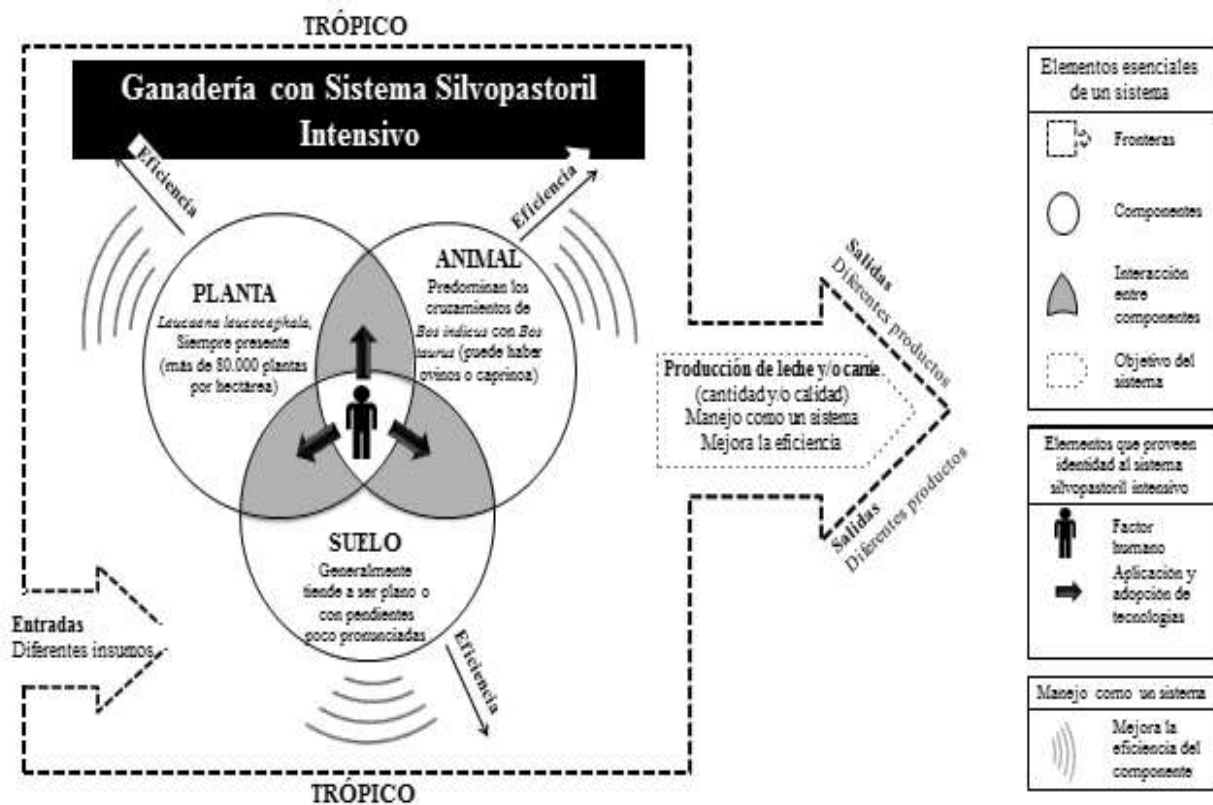 TRÓPICO
Ganadería con Sistema Silvopastoril
Intensivo
Eficiencia
Eficiencia
PLANTA
Leucaena leucocephala,
Siempre presente
(más de 80.000 plantas
por hectárea)
ANIMAL
Predominan los
cruzamientos de
Bos indicus con Bos
taurus (puede haber
ovinos o caprinoa)
SUELO
Generalmente
tiende a ser plano o
con pendientes
poco pronunciadas
Eficiencia
Entradas
Diferentes insumos
Producción de leche y/o carne.
(cantidad y/o calidad)
Manejo como un sistema
Mejora la eficiencia
Salidas
Diferentes productos
Salidas
Diferentes productos
TRÓPICO
Elementos esenciales
de un sistema
Fronteras
Componentes
Interacción
entre
componentes
Objetivo del
sistema
Elementos que proveen
identidad al sistema
silvopastoril intensivo
Factor
humano
Aplicación y
adopción de
tecnologías
Manejo como un sistema
Mejora la
eficiencia del
componente